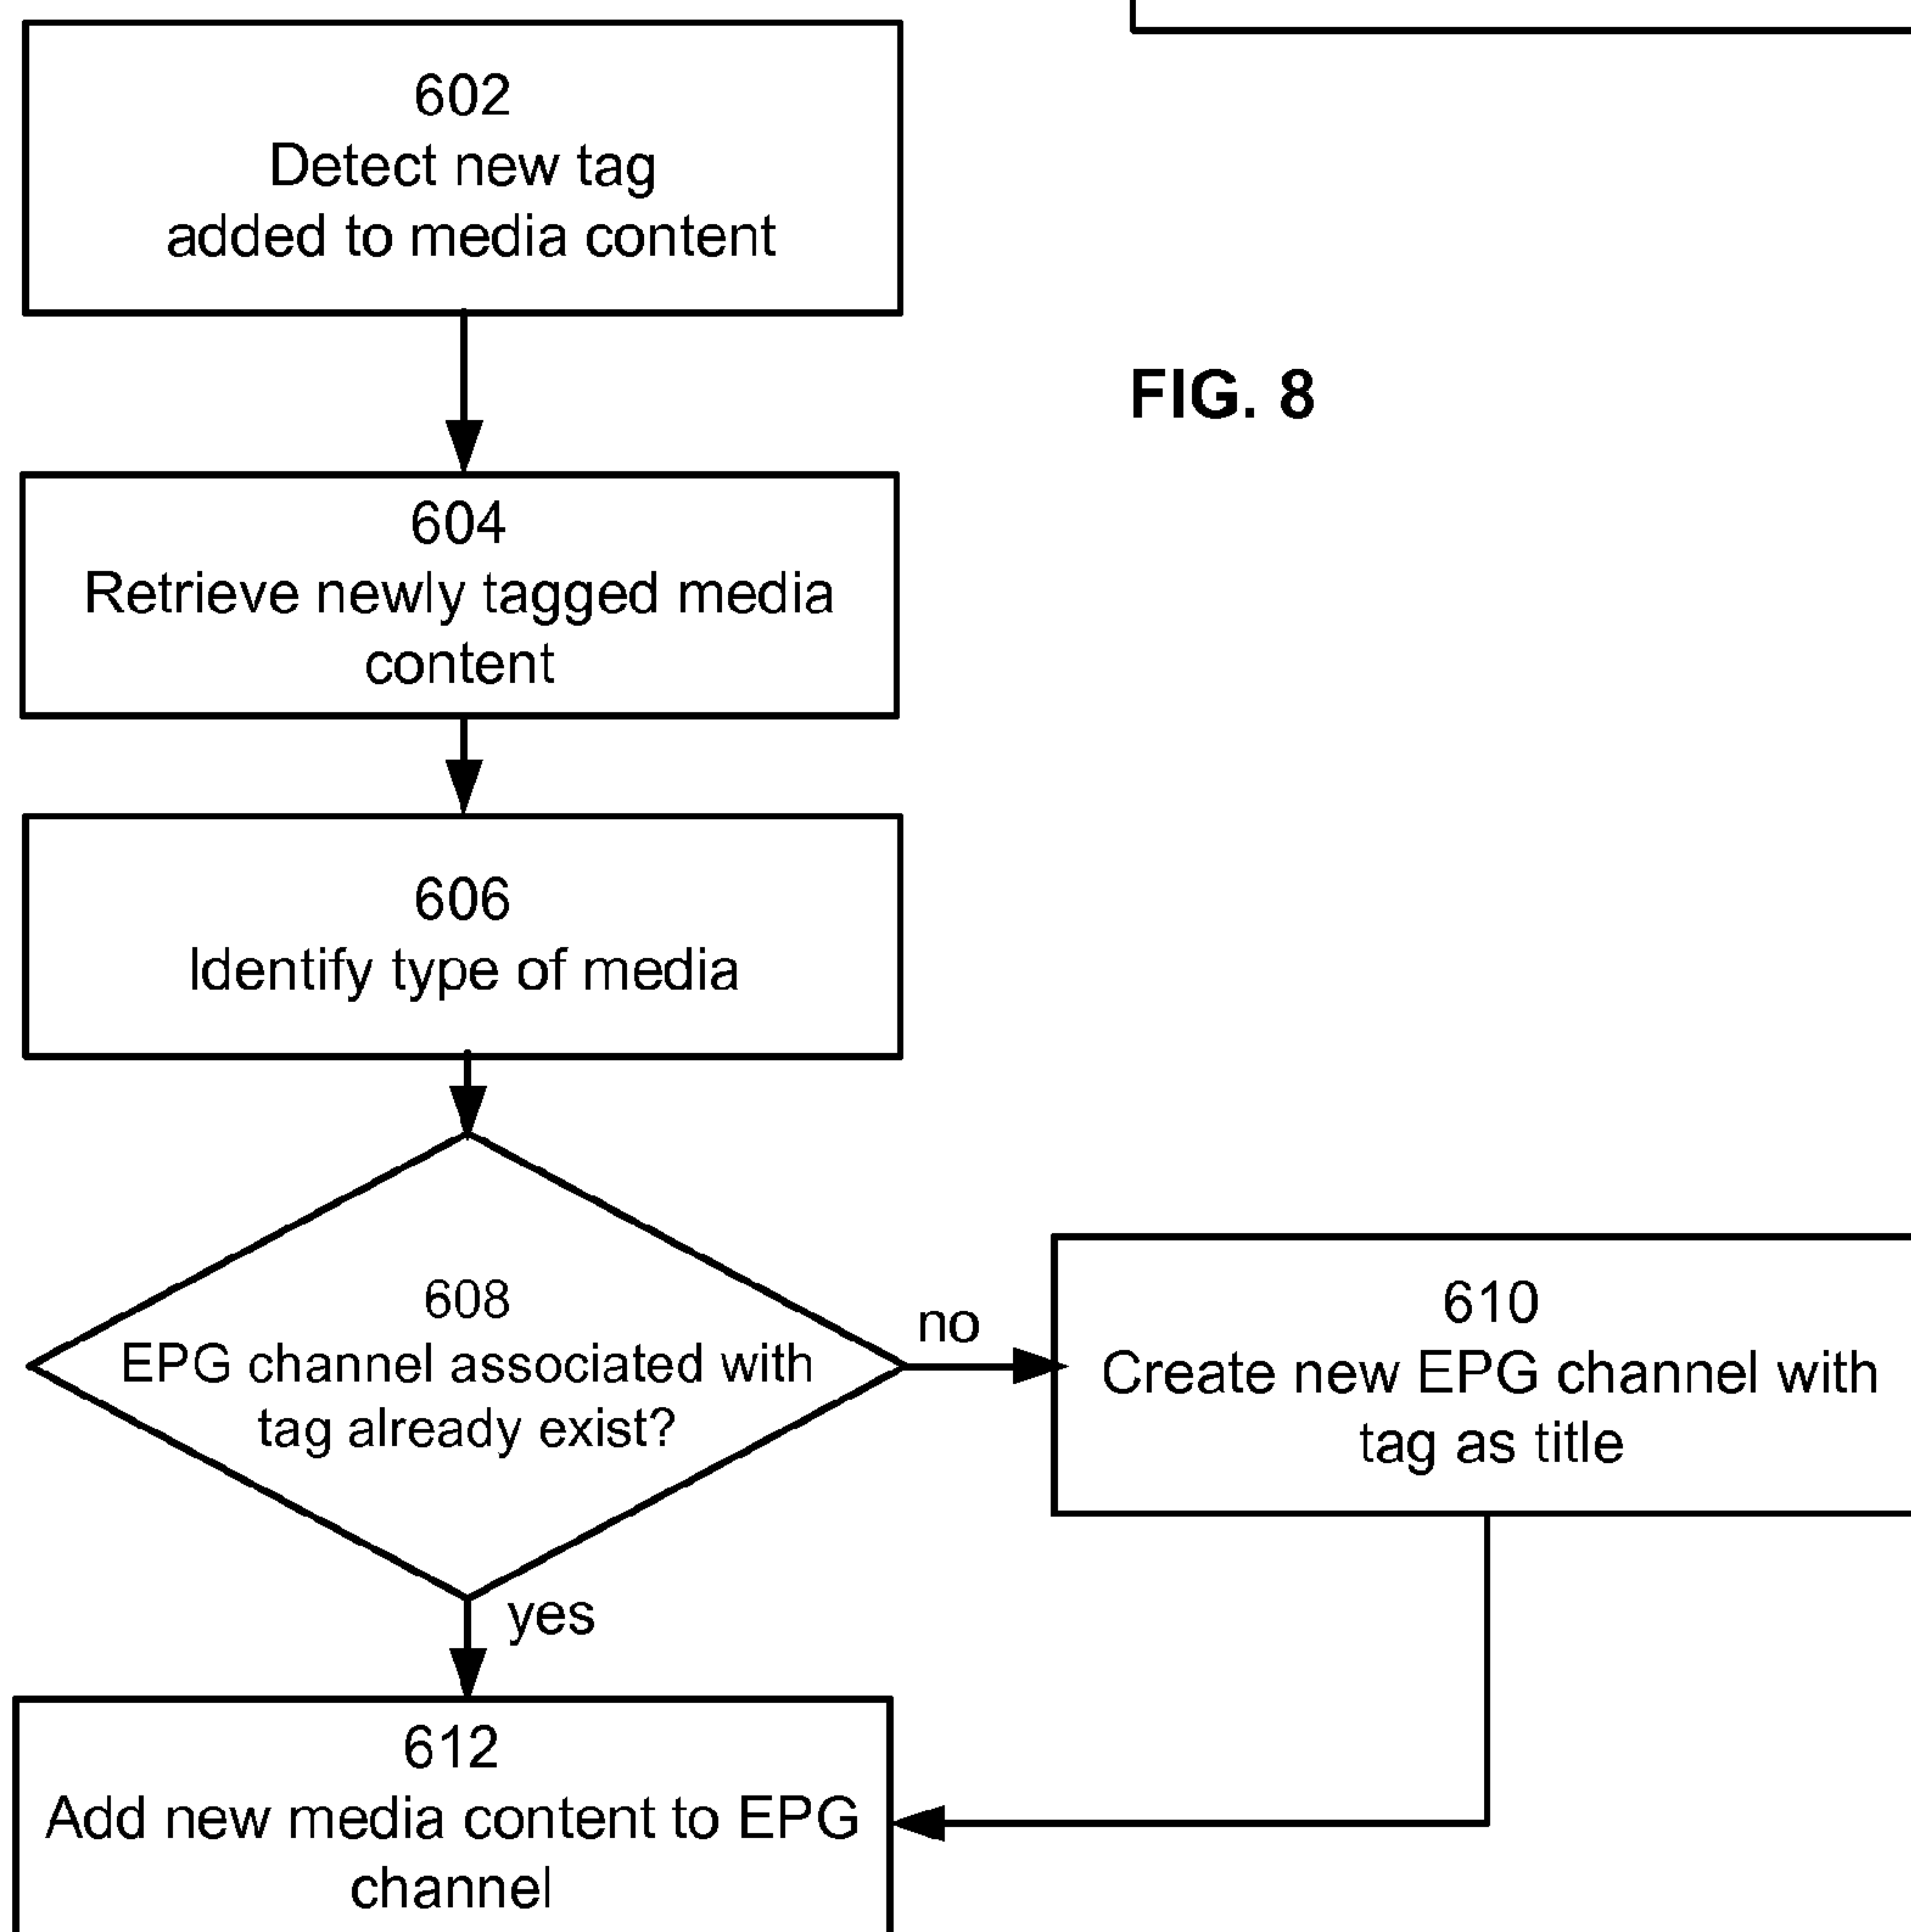 602
Detect new tag
added to media content
FIG. 8
604
Retrieve newly tagged media
content
606
Identify type of media
608
EPG channel associated with
tag already exist?
no
610
Create new EPG channel with
tag as title
yes
612
Add new media content to EPG
channel